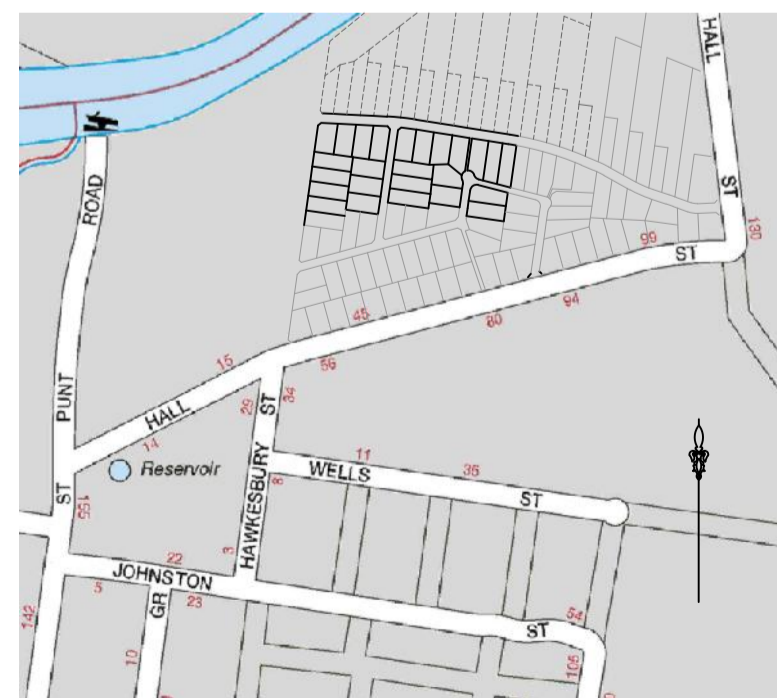 HALL
ST
130
99
ST
ROAD
45
80
94
56
15
PUNT
HALL
14
29
ST
34
Reservoir
11
WELLS
35
ST
8
HAWKESBURY
ST
155
3
22
JOHNSTON
5
23
GR
ST
54
142
10
105